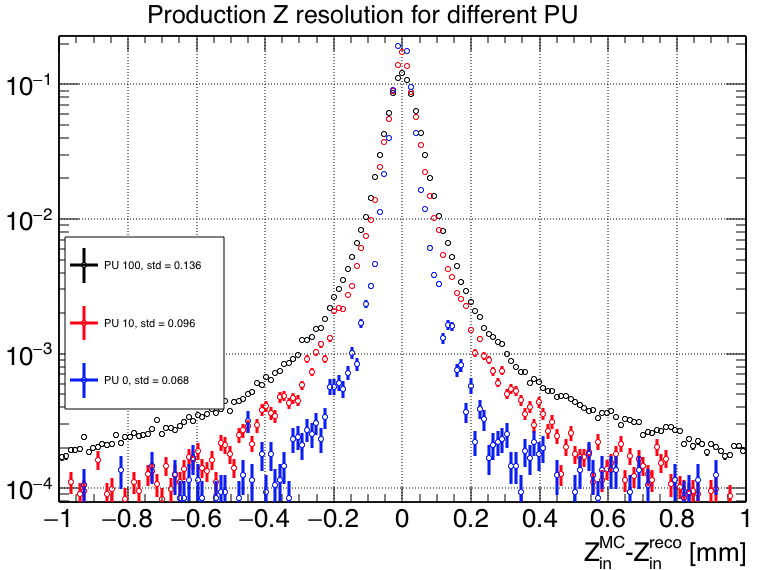 Production Z resolution for different PU
10⁻¹
10⁻²
10⁻³
10⁻⁴
PU 100, std = 0.136
PU 10, std = 0.096
PU 0, std = 0.068
−1 −0.8 −0.6 −0.4 −0.2 0 0.2 0.4 0.6 0.8 1
Z_in^MC-Z_in^reco [mm]